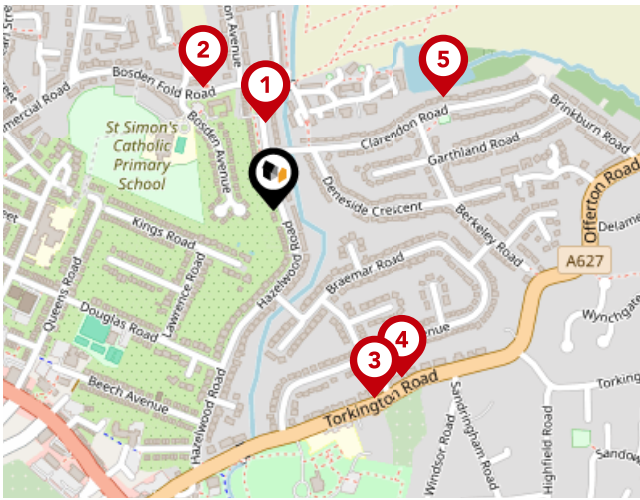 on Avenue
2
1
5
Bosden Fold Road
mmercial Road
St Simon's
Catholic
Primary
School
Bosden Avenue
Clarendon Road
Brinkburn Road
Garthland Road
Deneside Crescent
Offerton Road
Kings Road
Hazelwood Road
Berkeley Road
Delame
A627
Braemar Road
Queens Road
Lawrence Road
Douglas Road
Wynchgate
enue
4
3
Beech Avenue
Torkington Road
Torking
Hazelwood Road
Sandringham Road
Windsor Road
Highfield Road
Sandow